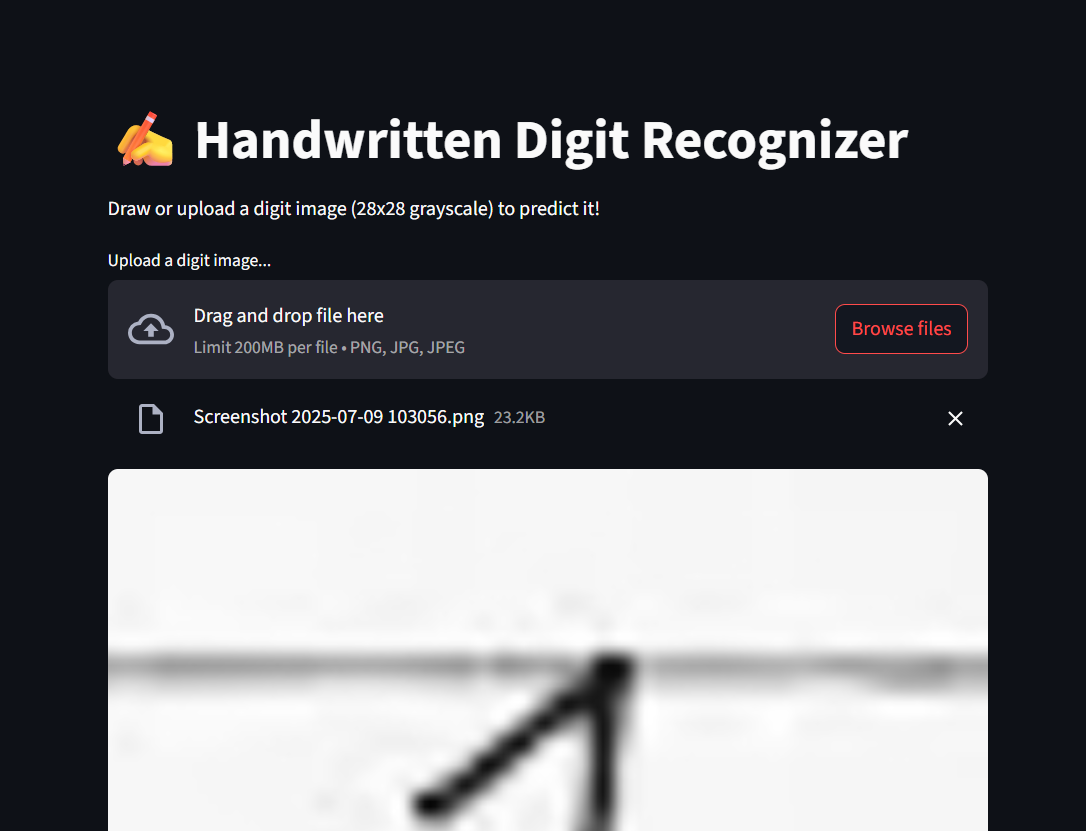 ✍️ Handwritten Digit Recognizer
Draw or upload a digit image (28x28 grayscale) to predict it!
Upload a digit image...
Drag and drop file here
Limit 200MB per file • PNG, JPG, JPEG
Browse files
Screenshot 2025-07-09 103056.png 23.2KB
1